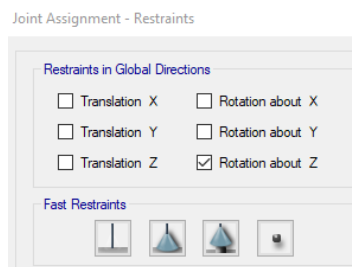 Joint Assignment - Restraints
Restraints in Global Directions
Translation X Rotation about X
Translation Y Rotation about Y
Translation Z Rotation about Z
Fast Restraints